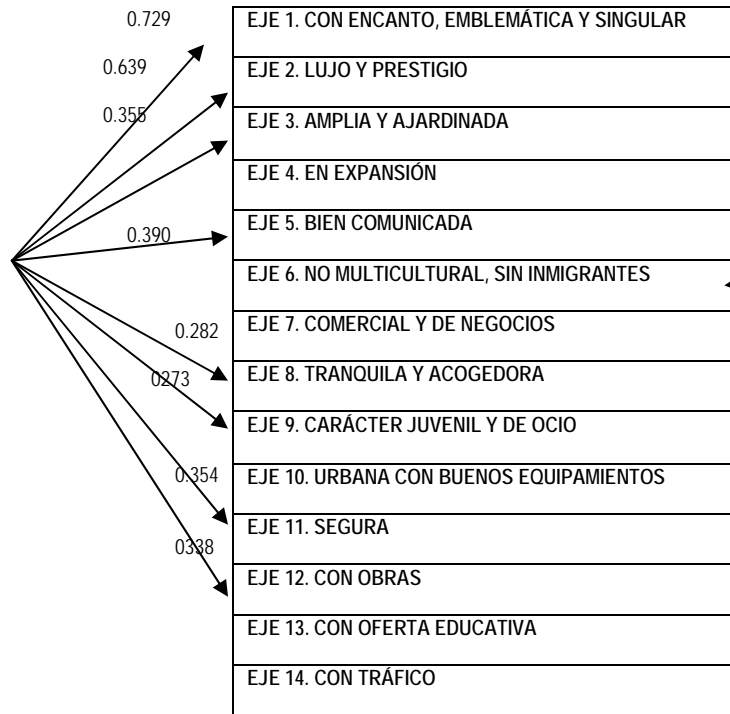 0.729
EJE 1. CON ENCANTO, EMBLEMÁTICA Y SINGULAR
0.639
EJE 2. LUJO Y PRESTIGIO
0.355
EJE 3. AMPLIA Y AJARDINADA
EJE 4. EN EXPANSIÓN
0.390
EJE 5. BIEN COMUNICADA
EJE 6. NO MULTICULTURAL, SIN INMIGRANTES
0.282
EJE 7. COMERCIAL Y DE NEGOCIOS
0273
EJE 8. TRANQUILA Y ACOGEDORA
EJE 9. CARÁCTER JUVENIL Y DE OCIO
0.354
EJE 10. URBANA CON BUENOS EQUIPAMIENTOS
EJE 11. SEGURA
0338
EJE 12. CON OBRAS
EJE 13. CON OFERTA EDUCATIVA
EJE 14. CON TRÁFICO